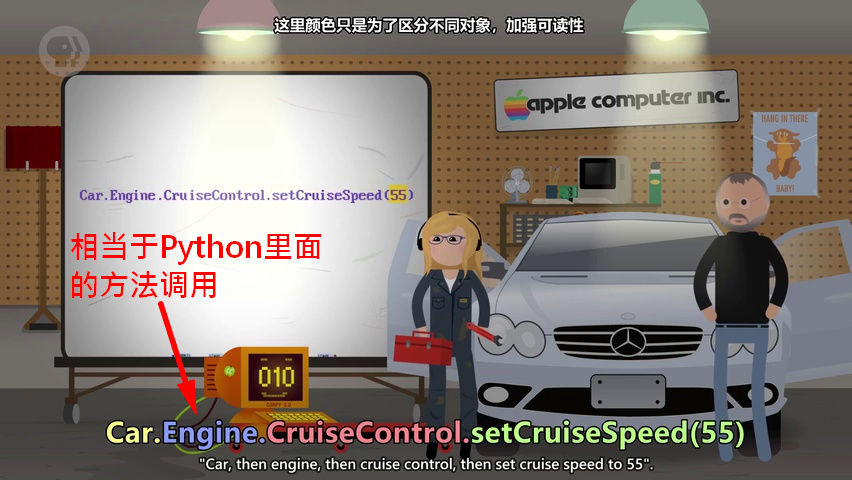 这里颜色只是为了区分不同对象，加强可读性
apple computer inc.
HANG IN THERE
BABY!
Car.Engine.CruiseControl.setCruiseSpeed(55)
相当于Python里面
的方法调用
010
Car.Engine.CruiseControl.setCruiseSpeed(55)
"Car, then engine, then cruise control, then set cruise speed to 55".